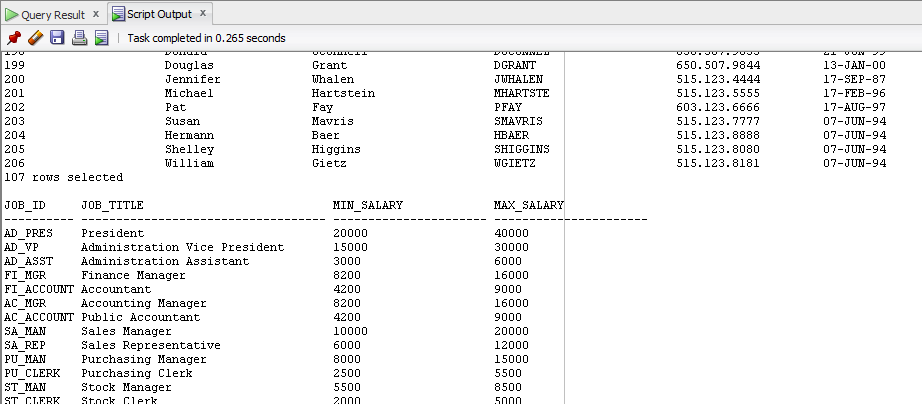 Query Result x Script Output x
Task completed in 0.265 seconds
199 Douglas Grant DGRANT 650.507.9844 13-JAN-00
200 Jennifer Whalen JWHALEN 515.123.4444 17-SEP-87
201 Michael Hartstein MHARTSTE 515.123.5555 17-FEB-96
202 Pat Fay PFAY 603.123.6666 17-AUG-97
203 Susan Mavris SMAVRIS 515.123.7777 07-JUN-94
204 Hermann Baer HBAER 515.123.8888 07-JUN-94
205 Shelley Higgins SHIGGINS 515.123.8080 07-JUN-94
206 William Gietz WGIETZ 515.123.8181 07-JUN-94
107 rows selected
JOB_ID JOB_TITLE MIN_SALARY MAX_SALARY
AD_PRES President 20000 40000
AD_VP Administration Vice President 15000 30000
AD_ASST Administration Assistant 3000 6000
FI_MGR Finance Manager 8200 16000
FI_ACCOUNT Accountant 4200 9000
AC_MGR Accounting Manager 8200 16000
AC_ACCOUNT Public Accountant 4200 9000
SA_MAN Sales Manager 10000 20000
SA_REP Sales Representative 6000 12000
PU_MAN Purchasing Manager 8000 15000
PU_CLERK Purchasing Clerk 2500 5500
ST_MAN Stock Manager 5500 8500
ST_CLERK Stock Clerk 2000 5000